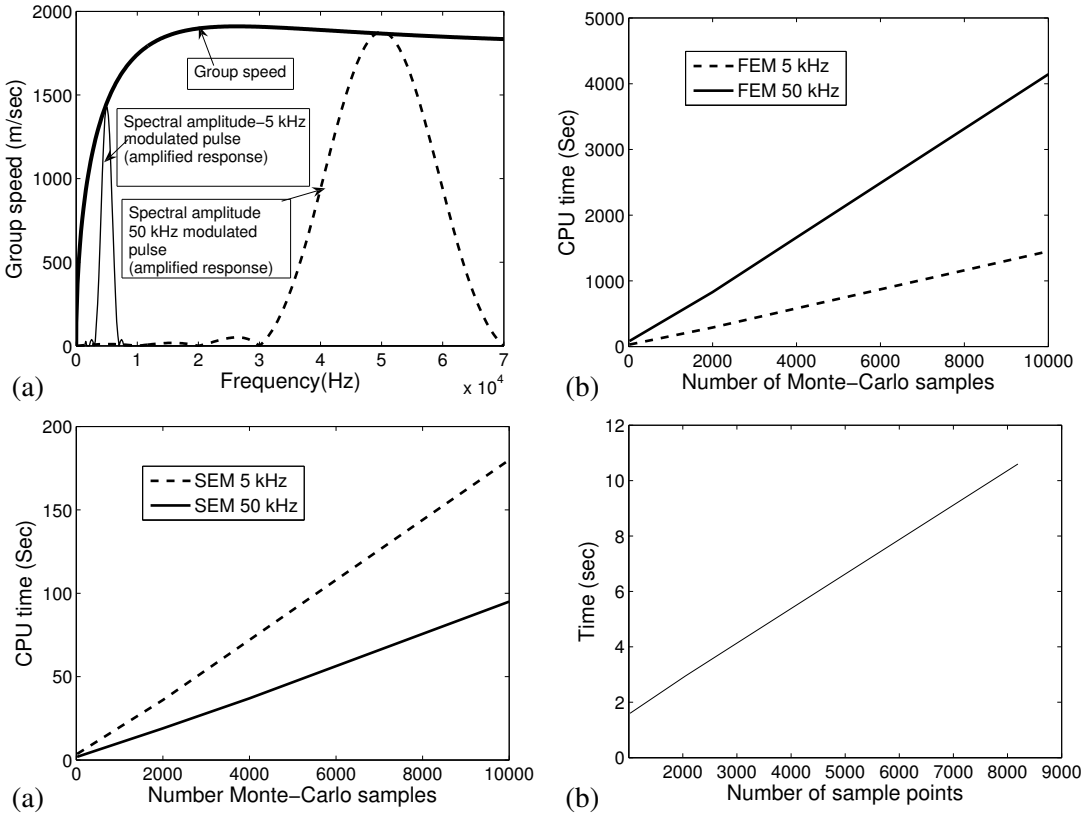 2000
1500
1000
500
0
Group speed (m/sec)
Group speed
Spectral amplitude−5 kHz
modulated pulse
(amplified response)
Spectral amplitude
50 kHz modulated
pulse
(amplified response)
0 1 2 3 4 5 6 7
Frequency(Hz)
x 10^4
(a)
5000
4000
3000
2000
1000
0
CPU time (Sec)
FEM 5 kHz
FEM 50 kHz
0 2000 4000 6000 8000 10000
Number of Monte−Carlo samples
(b)
200
150
100
50
0
CPU time (Sec)
SEM 5 kHz
SEM 50 kHz
0 2000 4000 6000 8000 10000
Number Monte−Carlo samples
(a)
12
10
8
6
4
2
0
Time (sec)
2000 3000 4000 5000 6000 7000 8000 9000
Number of sample points
(b)